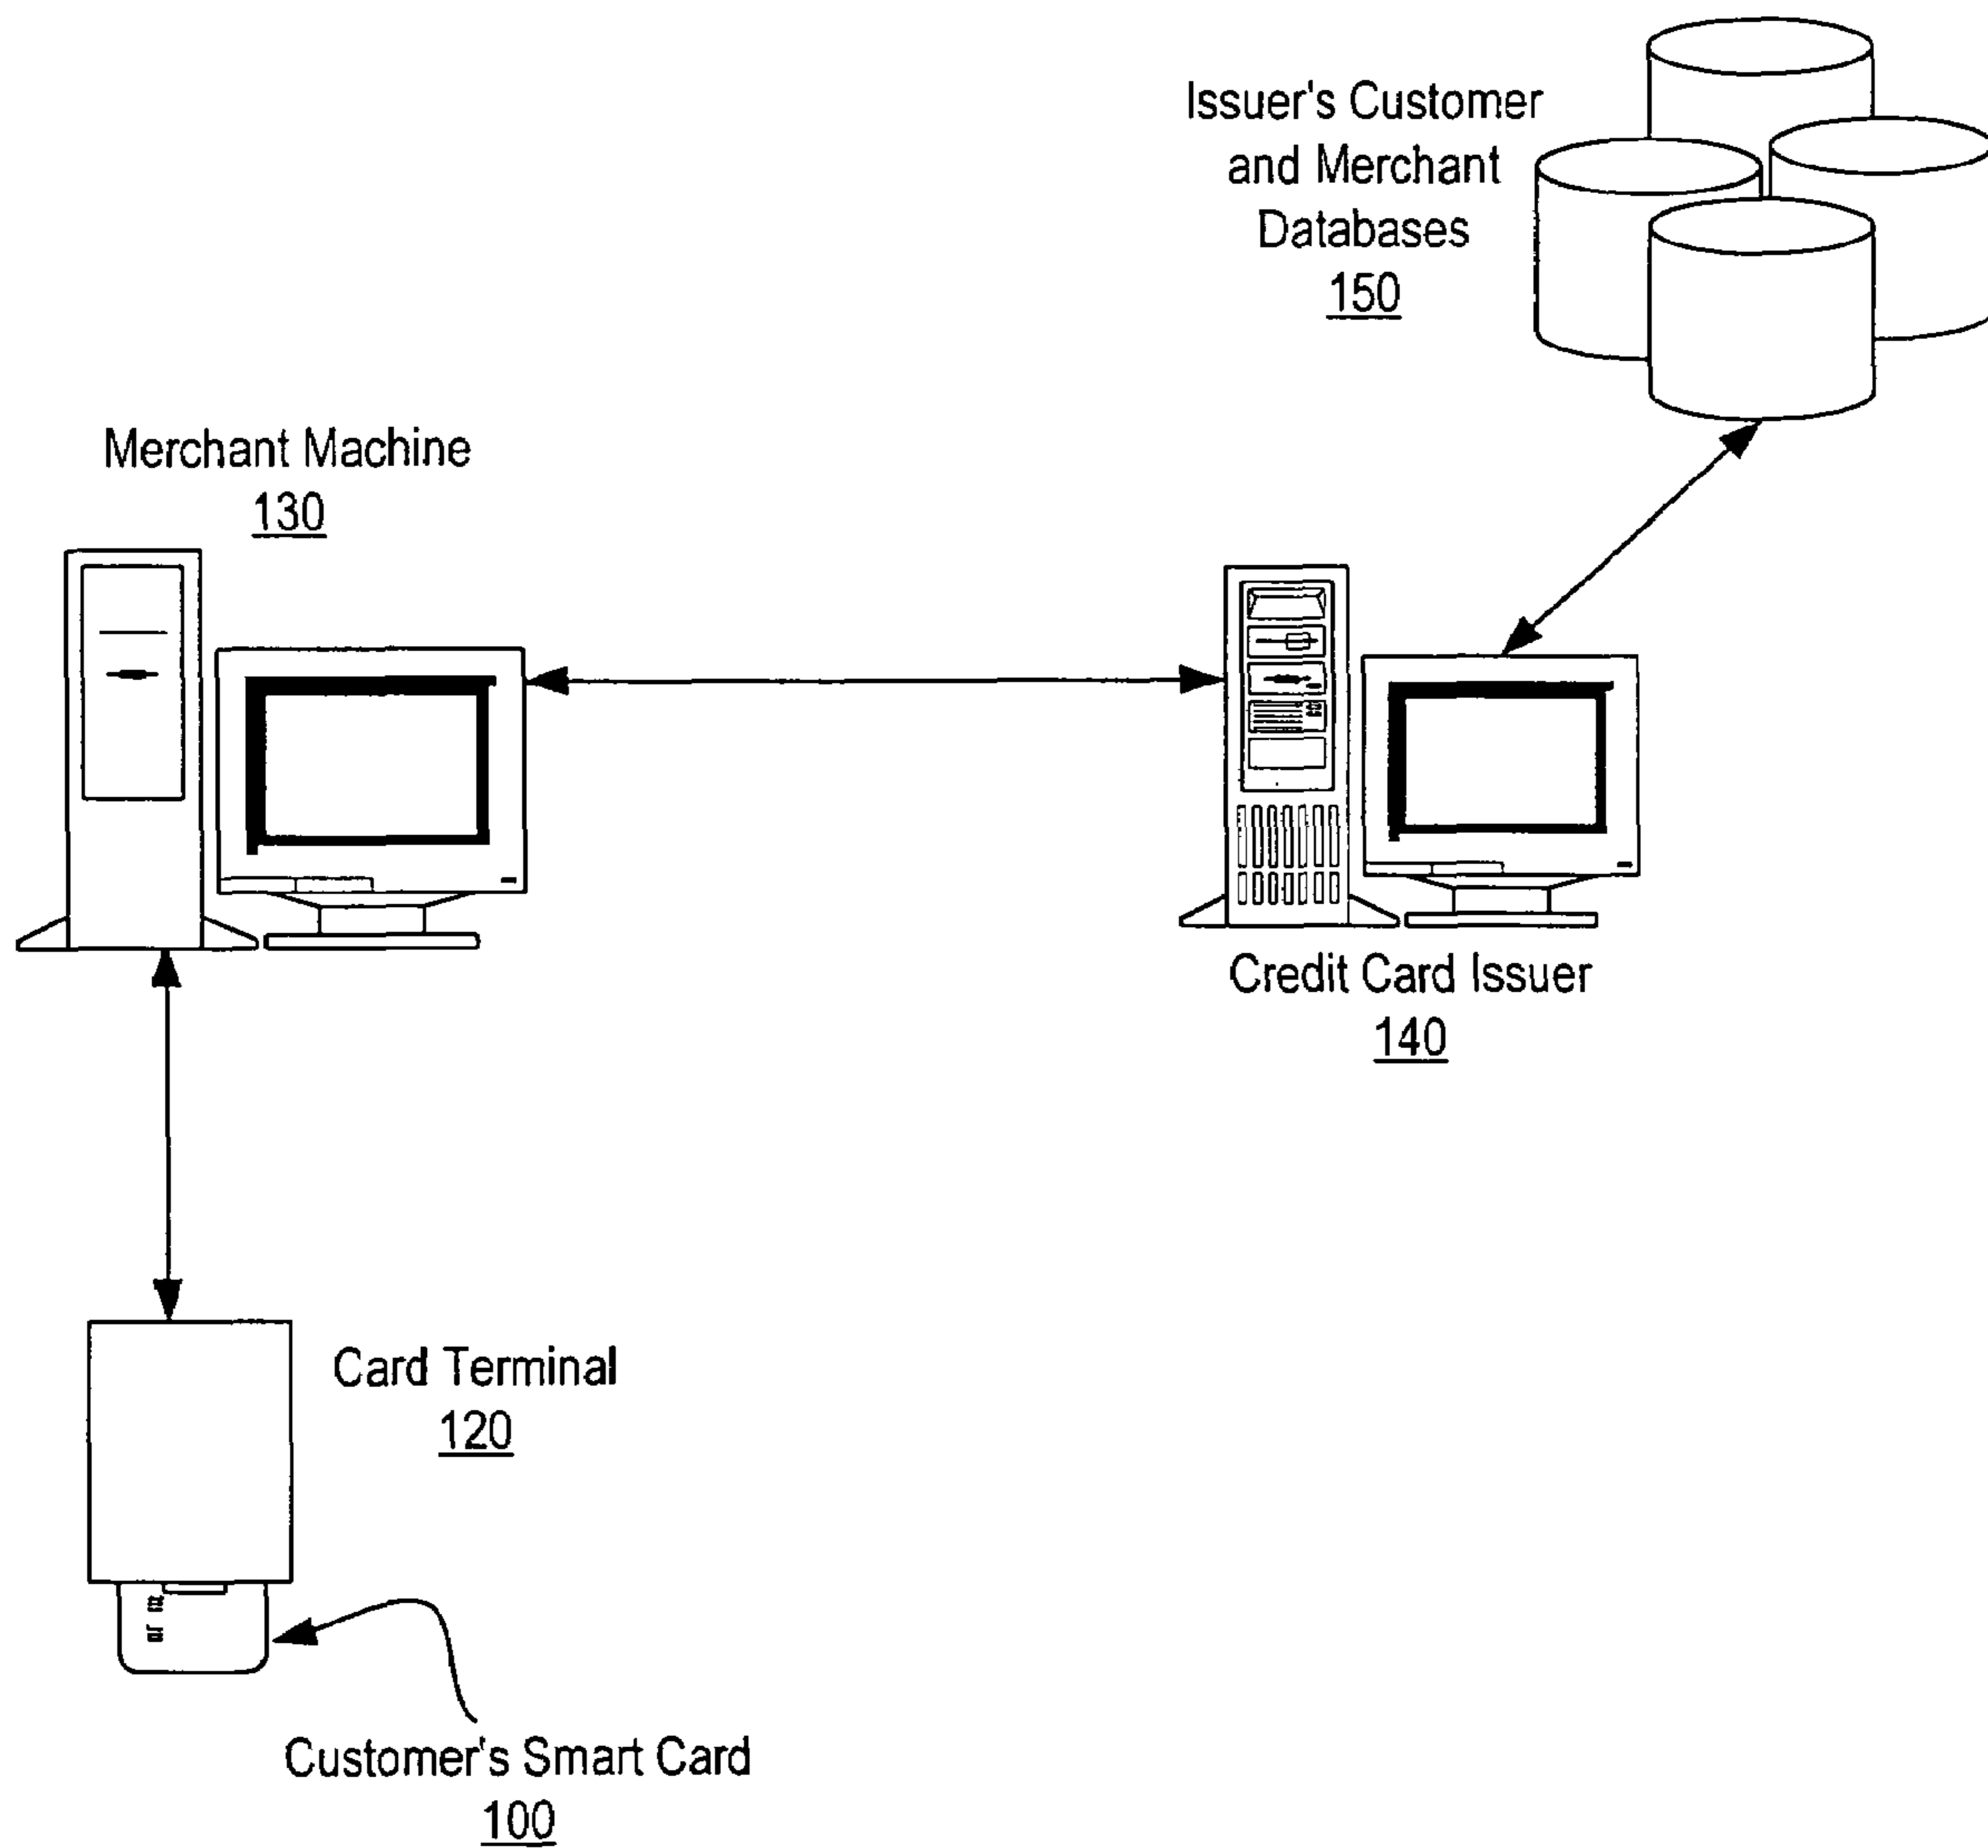 Issuer's Customer
and Merchant
Databases
150
Merchant Machine
130
Credit Card Issuer
140
Card Terminal
120
Customer's Smart Card
100